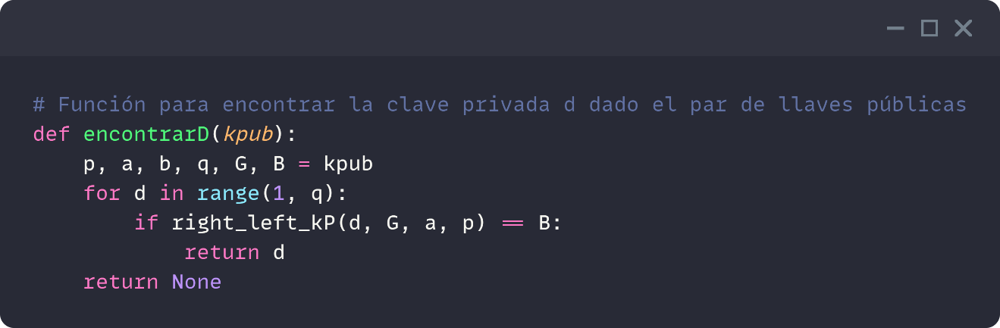 # Función para encontrar la clave privada d dado el par de llaves públicas
def encontrarD(kpub):
    p, a, b, q, G, B = kpub
    for d in range(1, q):
        if right_left_kP(d, G, a, p) == B:
            return d
    return None